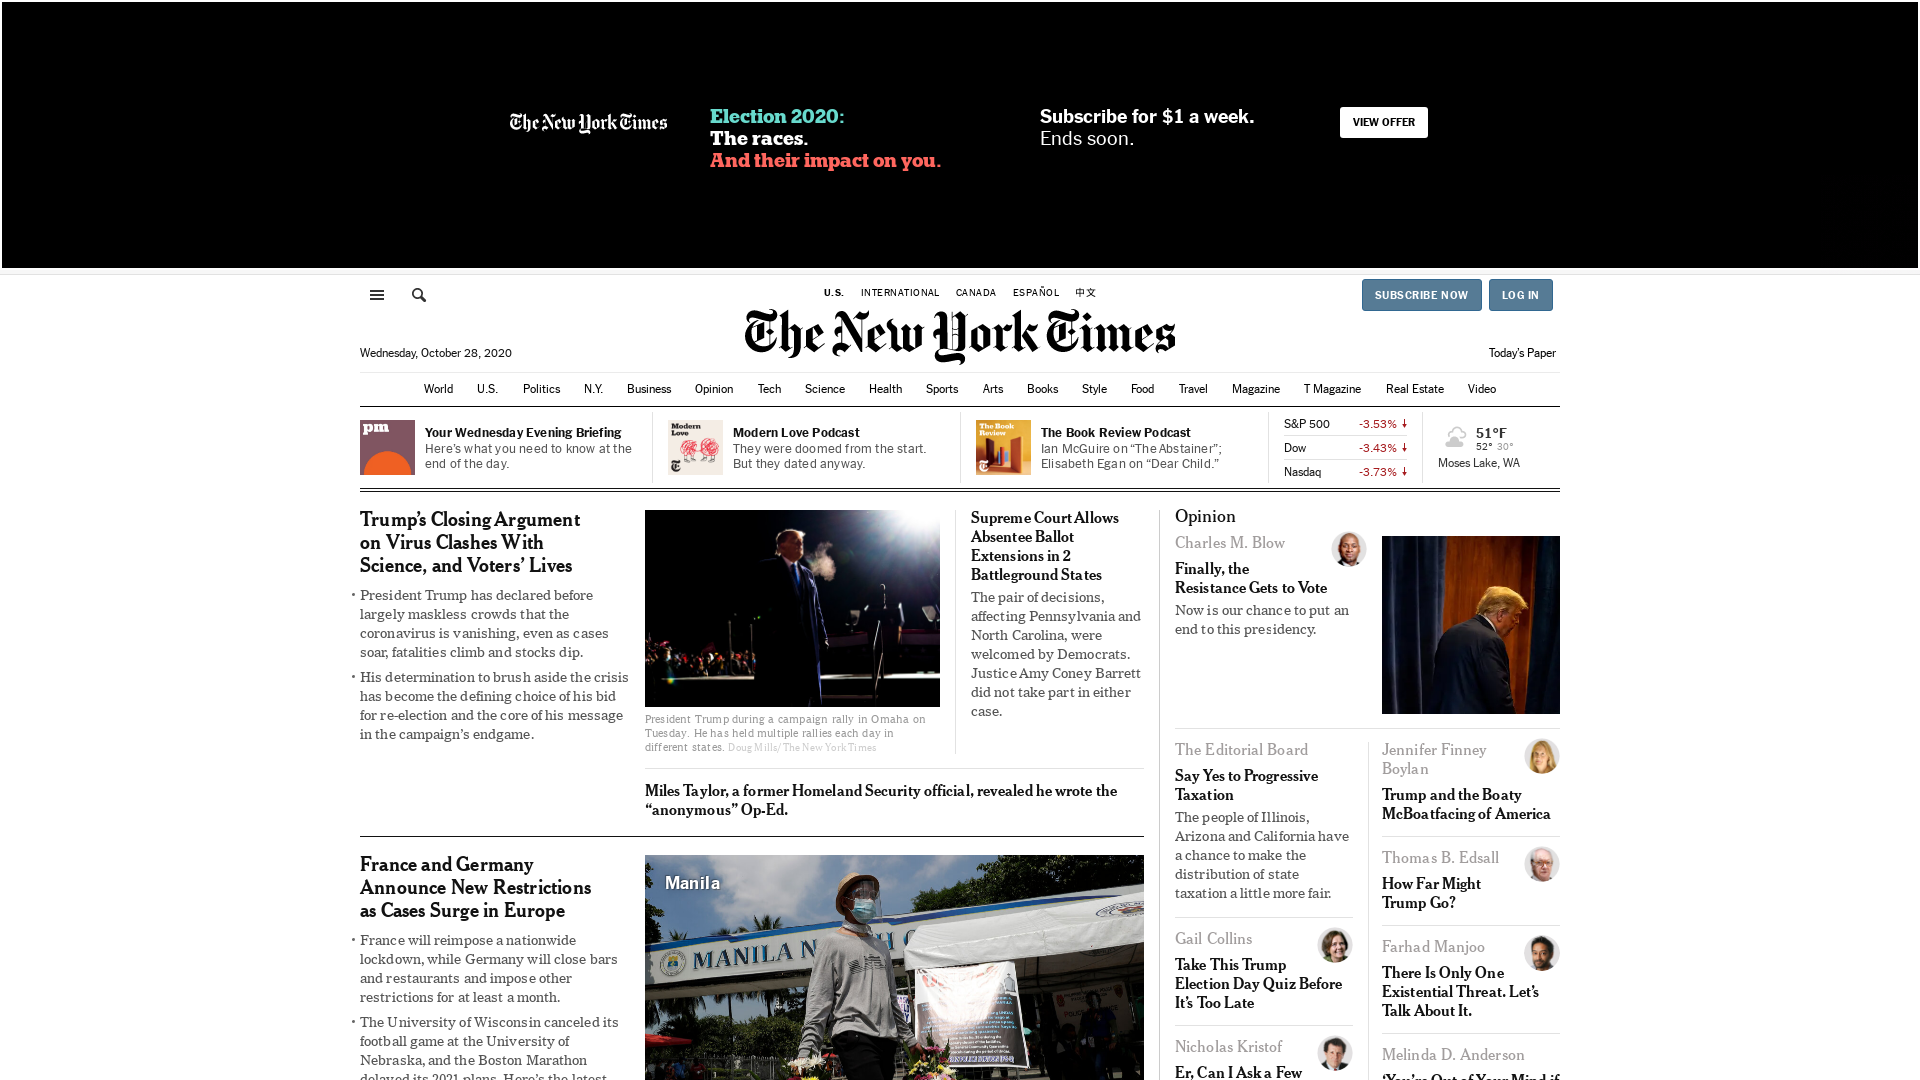 The New York Times
Election 2020:
The races.
And their impact on you.
Subscribe for $1 a week.
Ends soon.
VIEW OFFER
U.S. INTERNATIONAL CANADA ESPAÑOL 中文
SUBSCRIBE NOW LOG IN
The New York Times
Wednesday, October 28, 2020
Today's Paper
World U.S. Politics N.Y. Business Opinion Tech Science Health Sports Arts Books Style Food Travel Magazine T Magazine Real Estate Video
pm
Your Wednesday Evening Briefing
Here's what you need to know at the
end of the day.
Modern
Love
Modern Love Podcast
They were doomed from the start.
But they dated anyway.
The Book
Review
The Book Review Podcast
Ian McGuire on “The Abstainer”;
Elisabeth Egan on “Dear Child.”
S&P 500 -3.53% ↓
Dow -3.43% ↓
Nasdaq -3.73% ↓
51°F
52° 30°
Moses Lake, WA
Trump’s Closing Argument
on Virus Clashes With
Science, and Voters’ Lives
• President Trump has declared before
largely maskless crowds that the
coronavirus is vanishing, even as cases
soar, fatalities climb and stocks dip.
• His determination to brush aside the crisis
has become the defining choice of his bid
for re-election and the core of his message
in the campaign’s endgame.
President Trump during a campaign rally in Omaha on
Tuesday. He has held multiple rallies each day in
different states. Doug Mills/The New York Times
Supreme Court Allows
Absentee Ballot
Extensions in 2
Battleground States
The pair of decisions,
affecting Pennsylvania and
North Carolina, were
welcomed by Democrats.
Justice Amy Coney Barrett
did not take part in either
case.
Miles Taylor, a former Homeland Security official, revealed he wrote the
“anonymous” Op-Ed.
France and Germany
Announce New Restrictions
as Cases Surge in Europe
• France will reimpose a nationwide
lockdown, while Germany will close bars
and restaurants and impose other
restrictions for at least a month.
• The University of Wisconsin canceled its
football game at the University of
Nebraska, and the Boston Marathon
delayed its 2021 plans. Here’s the latest
Manila
MANILA N
Opinion
Charles M. Blow
Finally, the
Resistance Gets to Vote
Now is our chance to put an
end to this presidency.
The Editorial Board
Say Yes to Progressive
Taxation
The people of Illinois,
Arizona and California have
a chance to make the
distribution of state
taxation a little more fair.
Gail Collins
Take This Trump
Election Day Quiz Before
It’s Too Late
Nicholas Kristof
Er, Can I Ask a Few
Jennifer Finney
Boylan
Trump and the Boaty
McBoatfacing of America
Thomas B. Edsall
How Far Might
Trump Go?
Farhad Manjoo
There Is Only One
Existential Threat. Let’s
Talk About It.
Melinda D. Anderson
‘You’re Out of Your Mind if